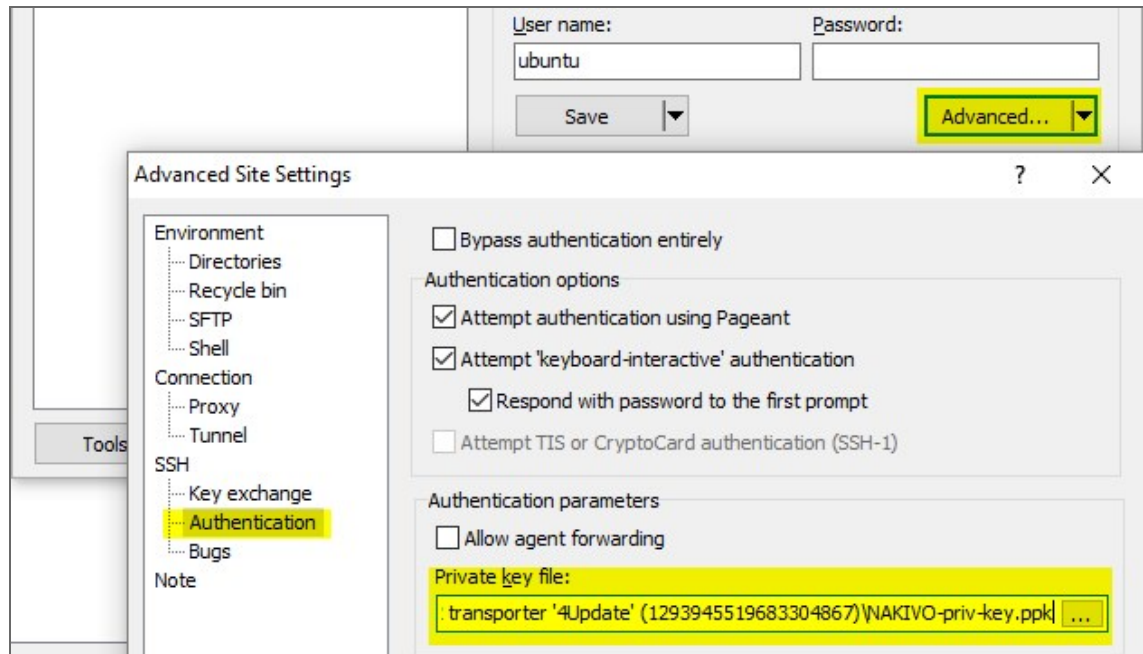 User name: Password:
ubuntu
Save Advanced...
Advanced Site Settings ?
Environment
Directories
Recycle bin
SFTP
Shell
Connection
Proxy
Tunnel
SSH
Key exchange
Authentication
Bugs
Note
Bypass authentication entirely
Authentication options
Attempt authentication using Pageant
Attempt 'keyboard-interactive' authentication
Respond with password to the first prompt
Attempt TIS or CryptoCard authentication (SSH-1)
Authentication parameters
Allow agent forwarding
Private key file:
transporter '4Update' (1293945519683304867)\NAKIVO-priv-key.ppk ...
Tools